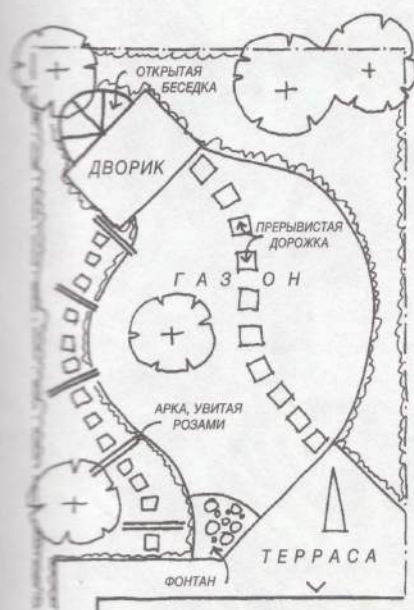 ОТКРЫТАЯ
БЕСЕДКА
ДВОРИК
ПРЕРЫВИСТАЯ
ДОРОЖКА
ГАЗОН
АРКА, УВИТАЯ
РОЗАМИ
ТЕРРАСА
ФОНТАН